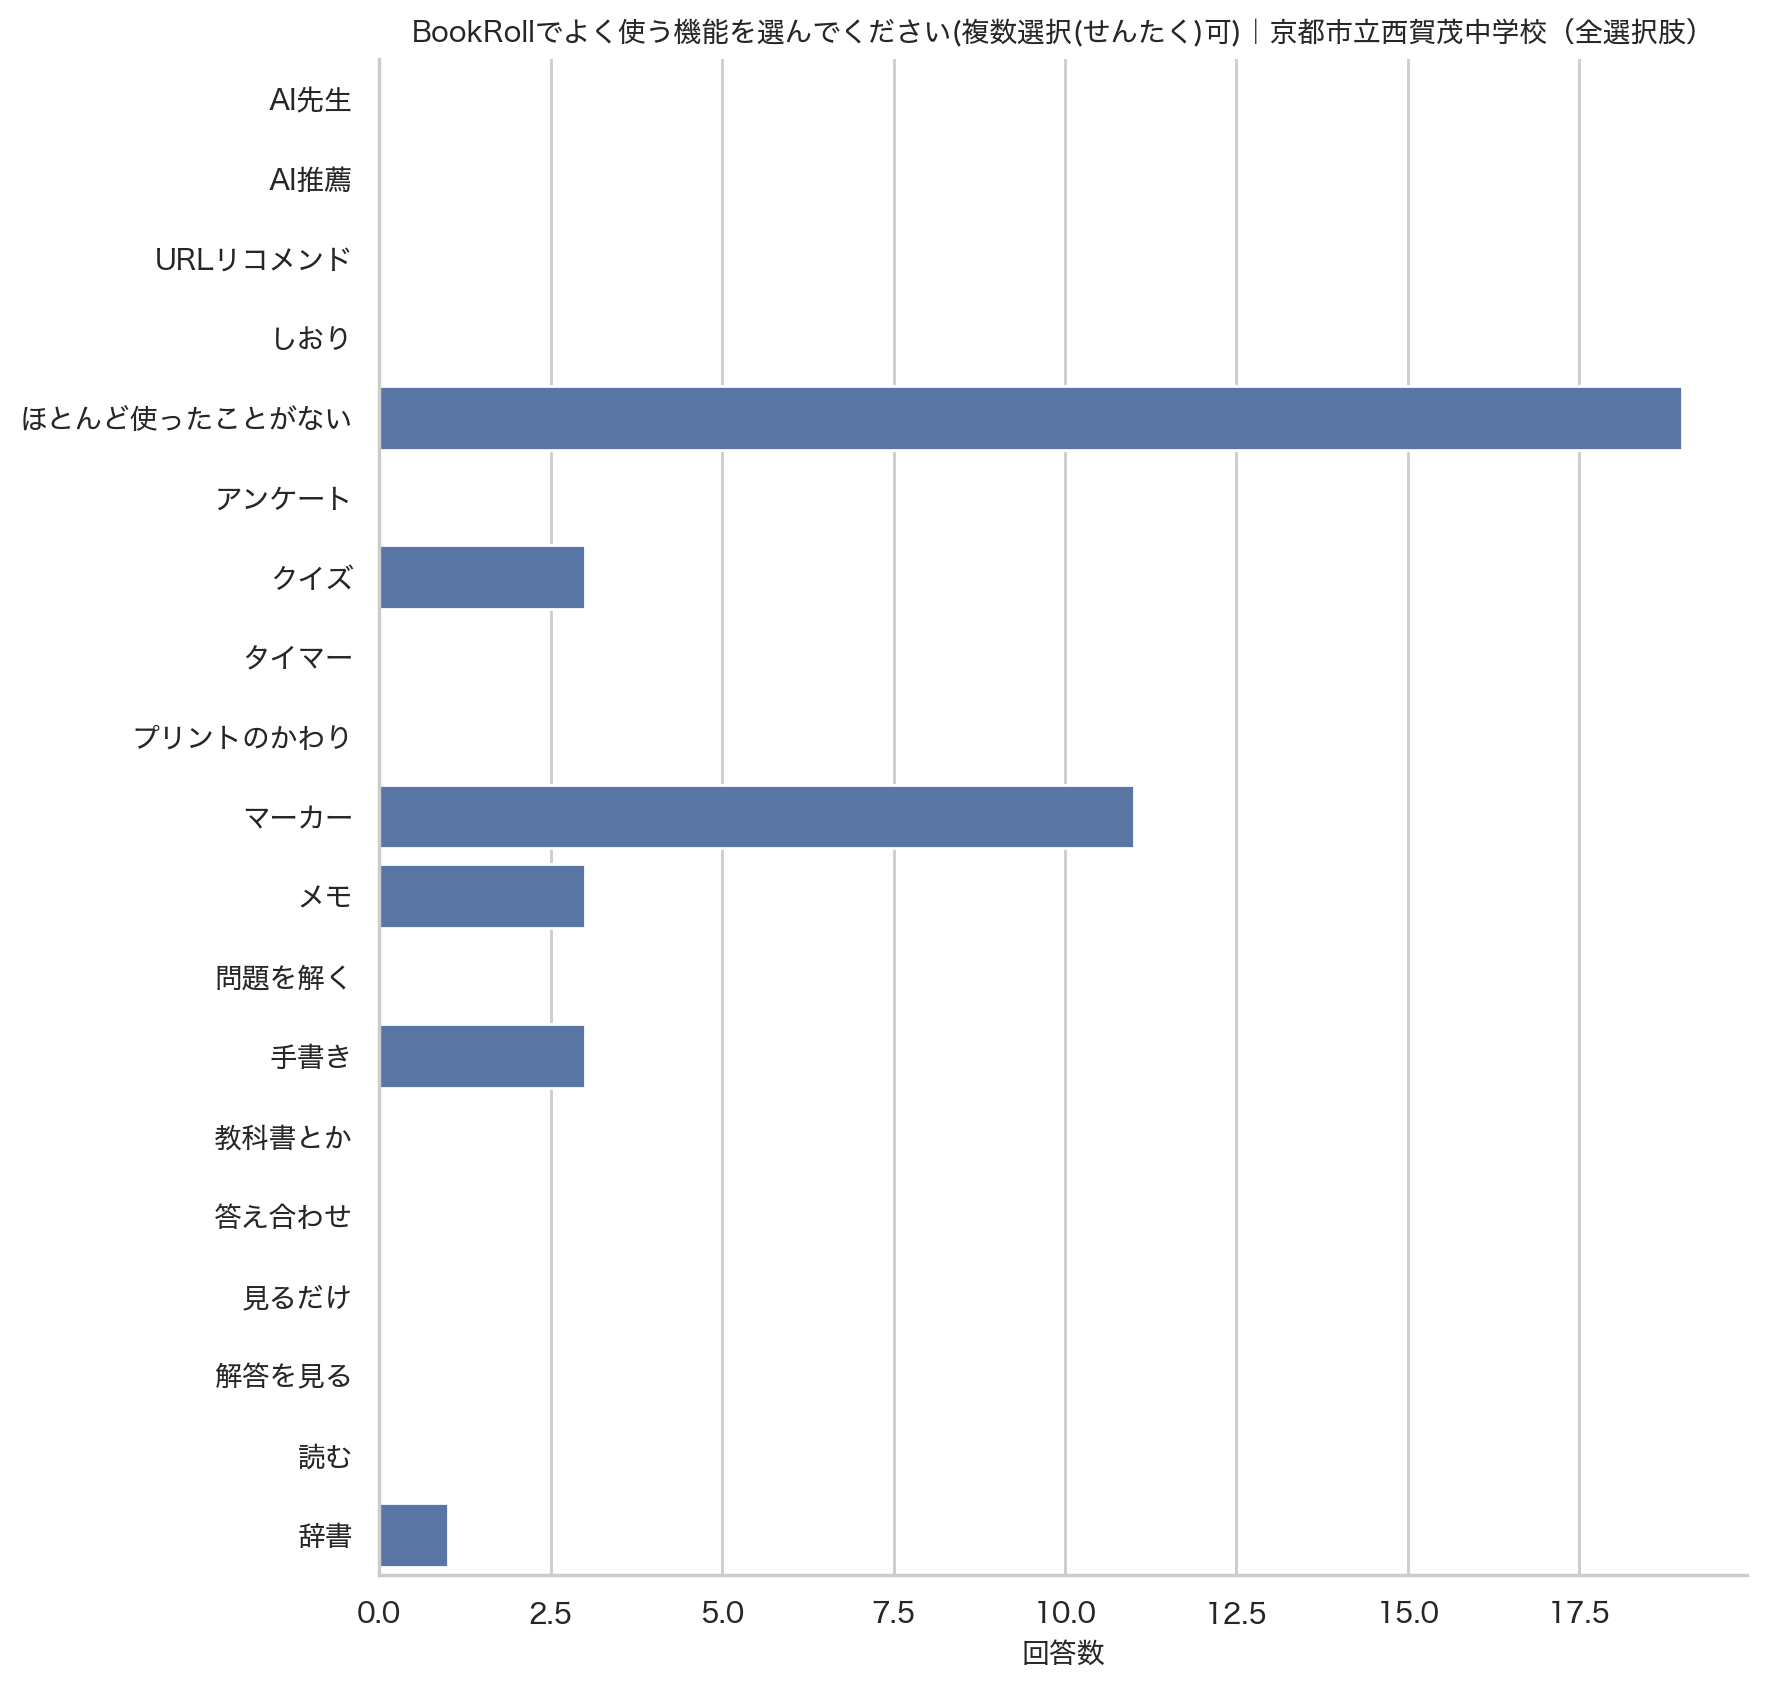 BookRollでよく使う機能を選んでください(複数選択(せんたく)可)｜京都市立西賀茂中学校（全選択肢）
AI先生
AI推薦
URLリコメンド
しおり
ほとんど使ったことがない
アンケート
クイズ
タイマー
プリントのかわり
マーカー
メモ
問題を解く
手書き
教科書とか
答え合わせ
見るだけ
解答を見る
読む
辞書
0.0 2.5 5.0 7.5 10.0 12.5 15.0 17.5
回答数